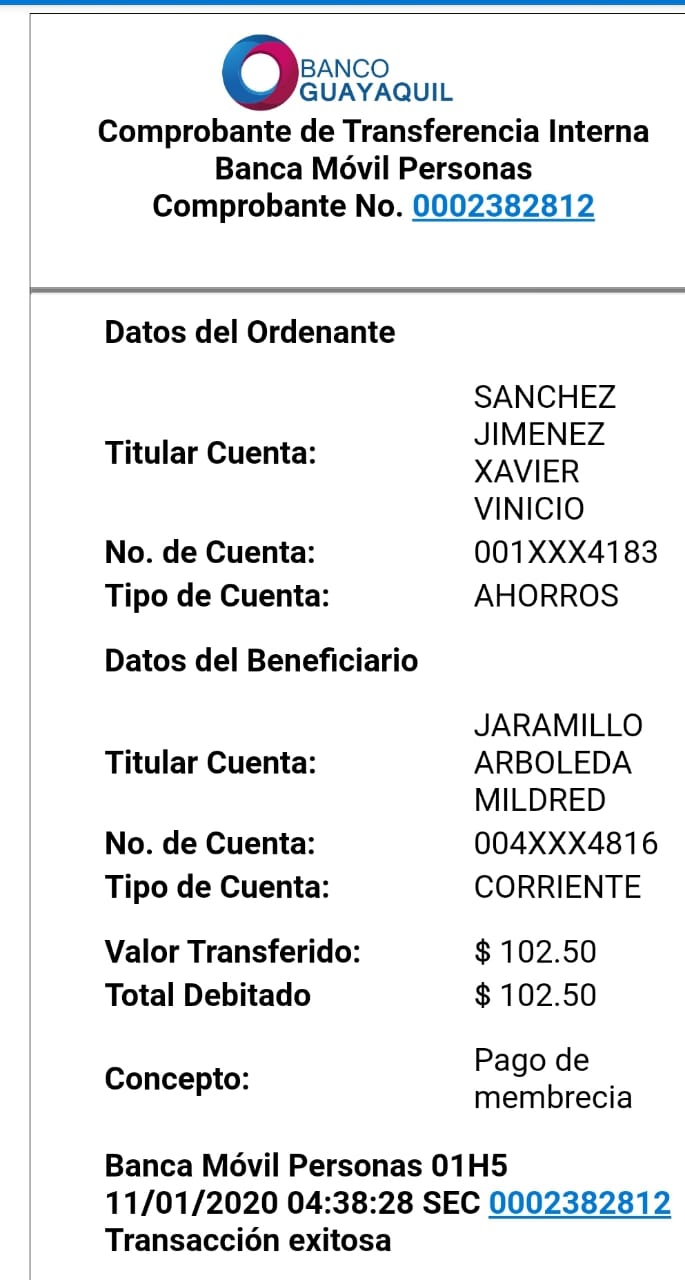 BANCO
GUAYAQUIL
Comprobante de Transferencia Interna
Banca Móvil Personas
Comprobante No. 0002382812
Datos del Ordenante
Titular Cuenta: SANCHEZ
JIMENEZ
XAVIER
VINICIO
No. de Cuenta: 001XXX4183
Tipo de Cuenta: AHORROS
Datos del Beneficiario
Titular Cuenta: JARAMILLO
ARBOLEDA
MILDRED
No. de Cuenta: 004XXX4816
Tipo de Cuenta: CORRIENTE
Valor Transferido: $ 102.50
Total Debitado $ 102.50
Concepto: Pago de
membrecia
Banca Móvil Personas 01H5
11/01/2020 04:38:28 SEC 0002382812
Transacción exitosa